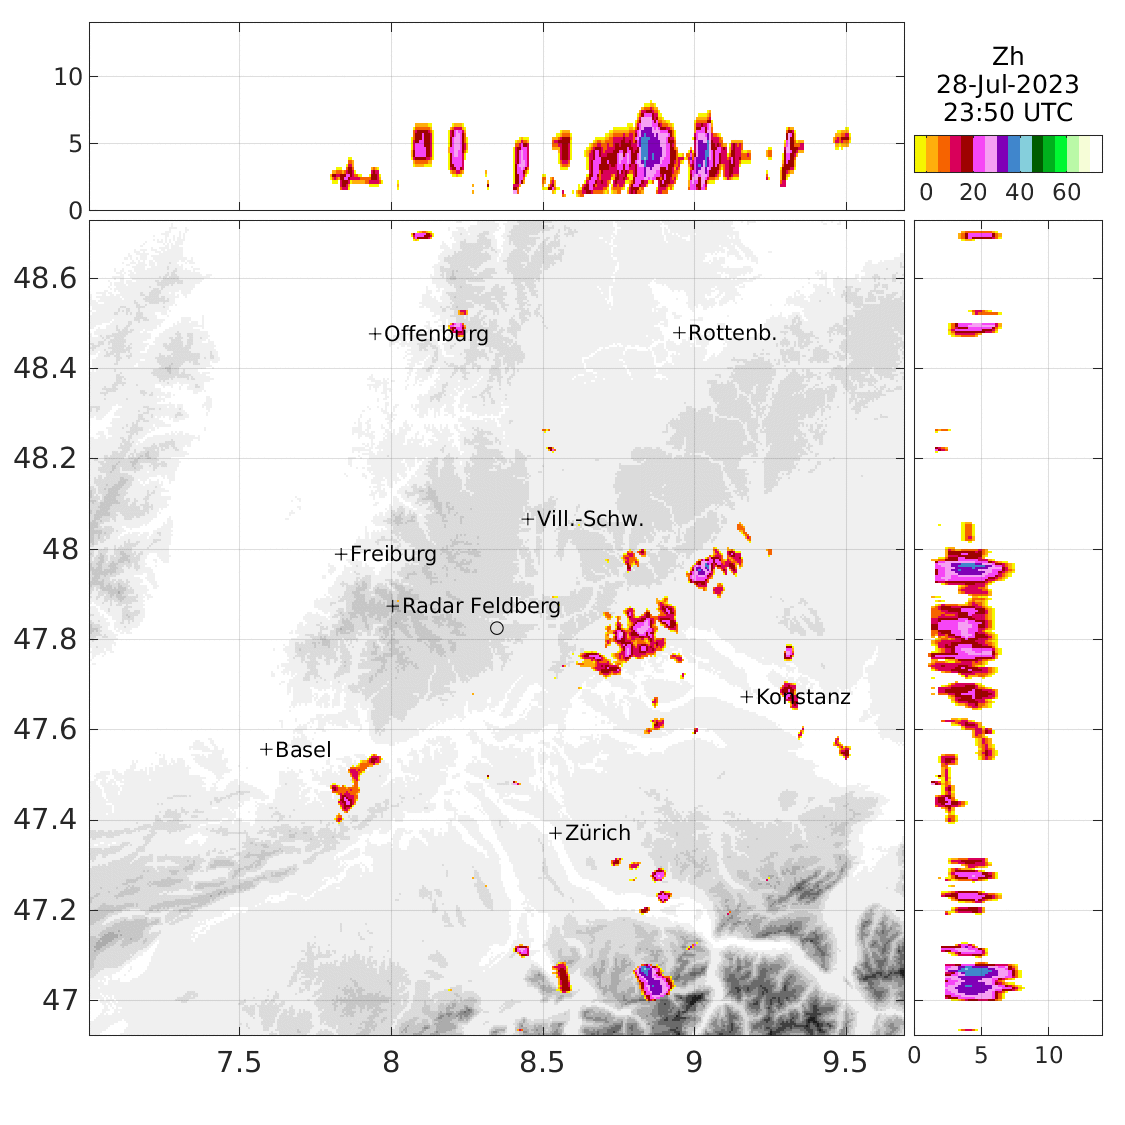 Zh
28-Jul-2023
23:50 UTC
10
5
0
0 20 40 60
48.6
48.4
48.2
48
47.8
47.6
47.4
47.2
47
+Offenburg
+Rottenb.
+Vill.-Schw.
+Freiburg
+Radar Feldberg
+Konstanz
+Basel
+Zürich
7.5 8 8.5 9 9.5
0 5 10